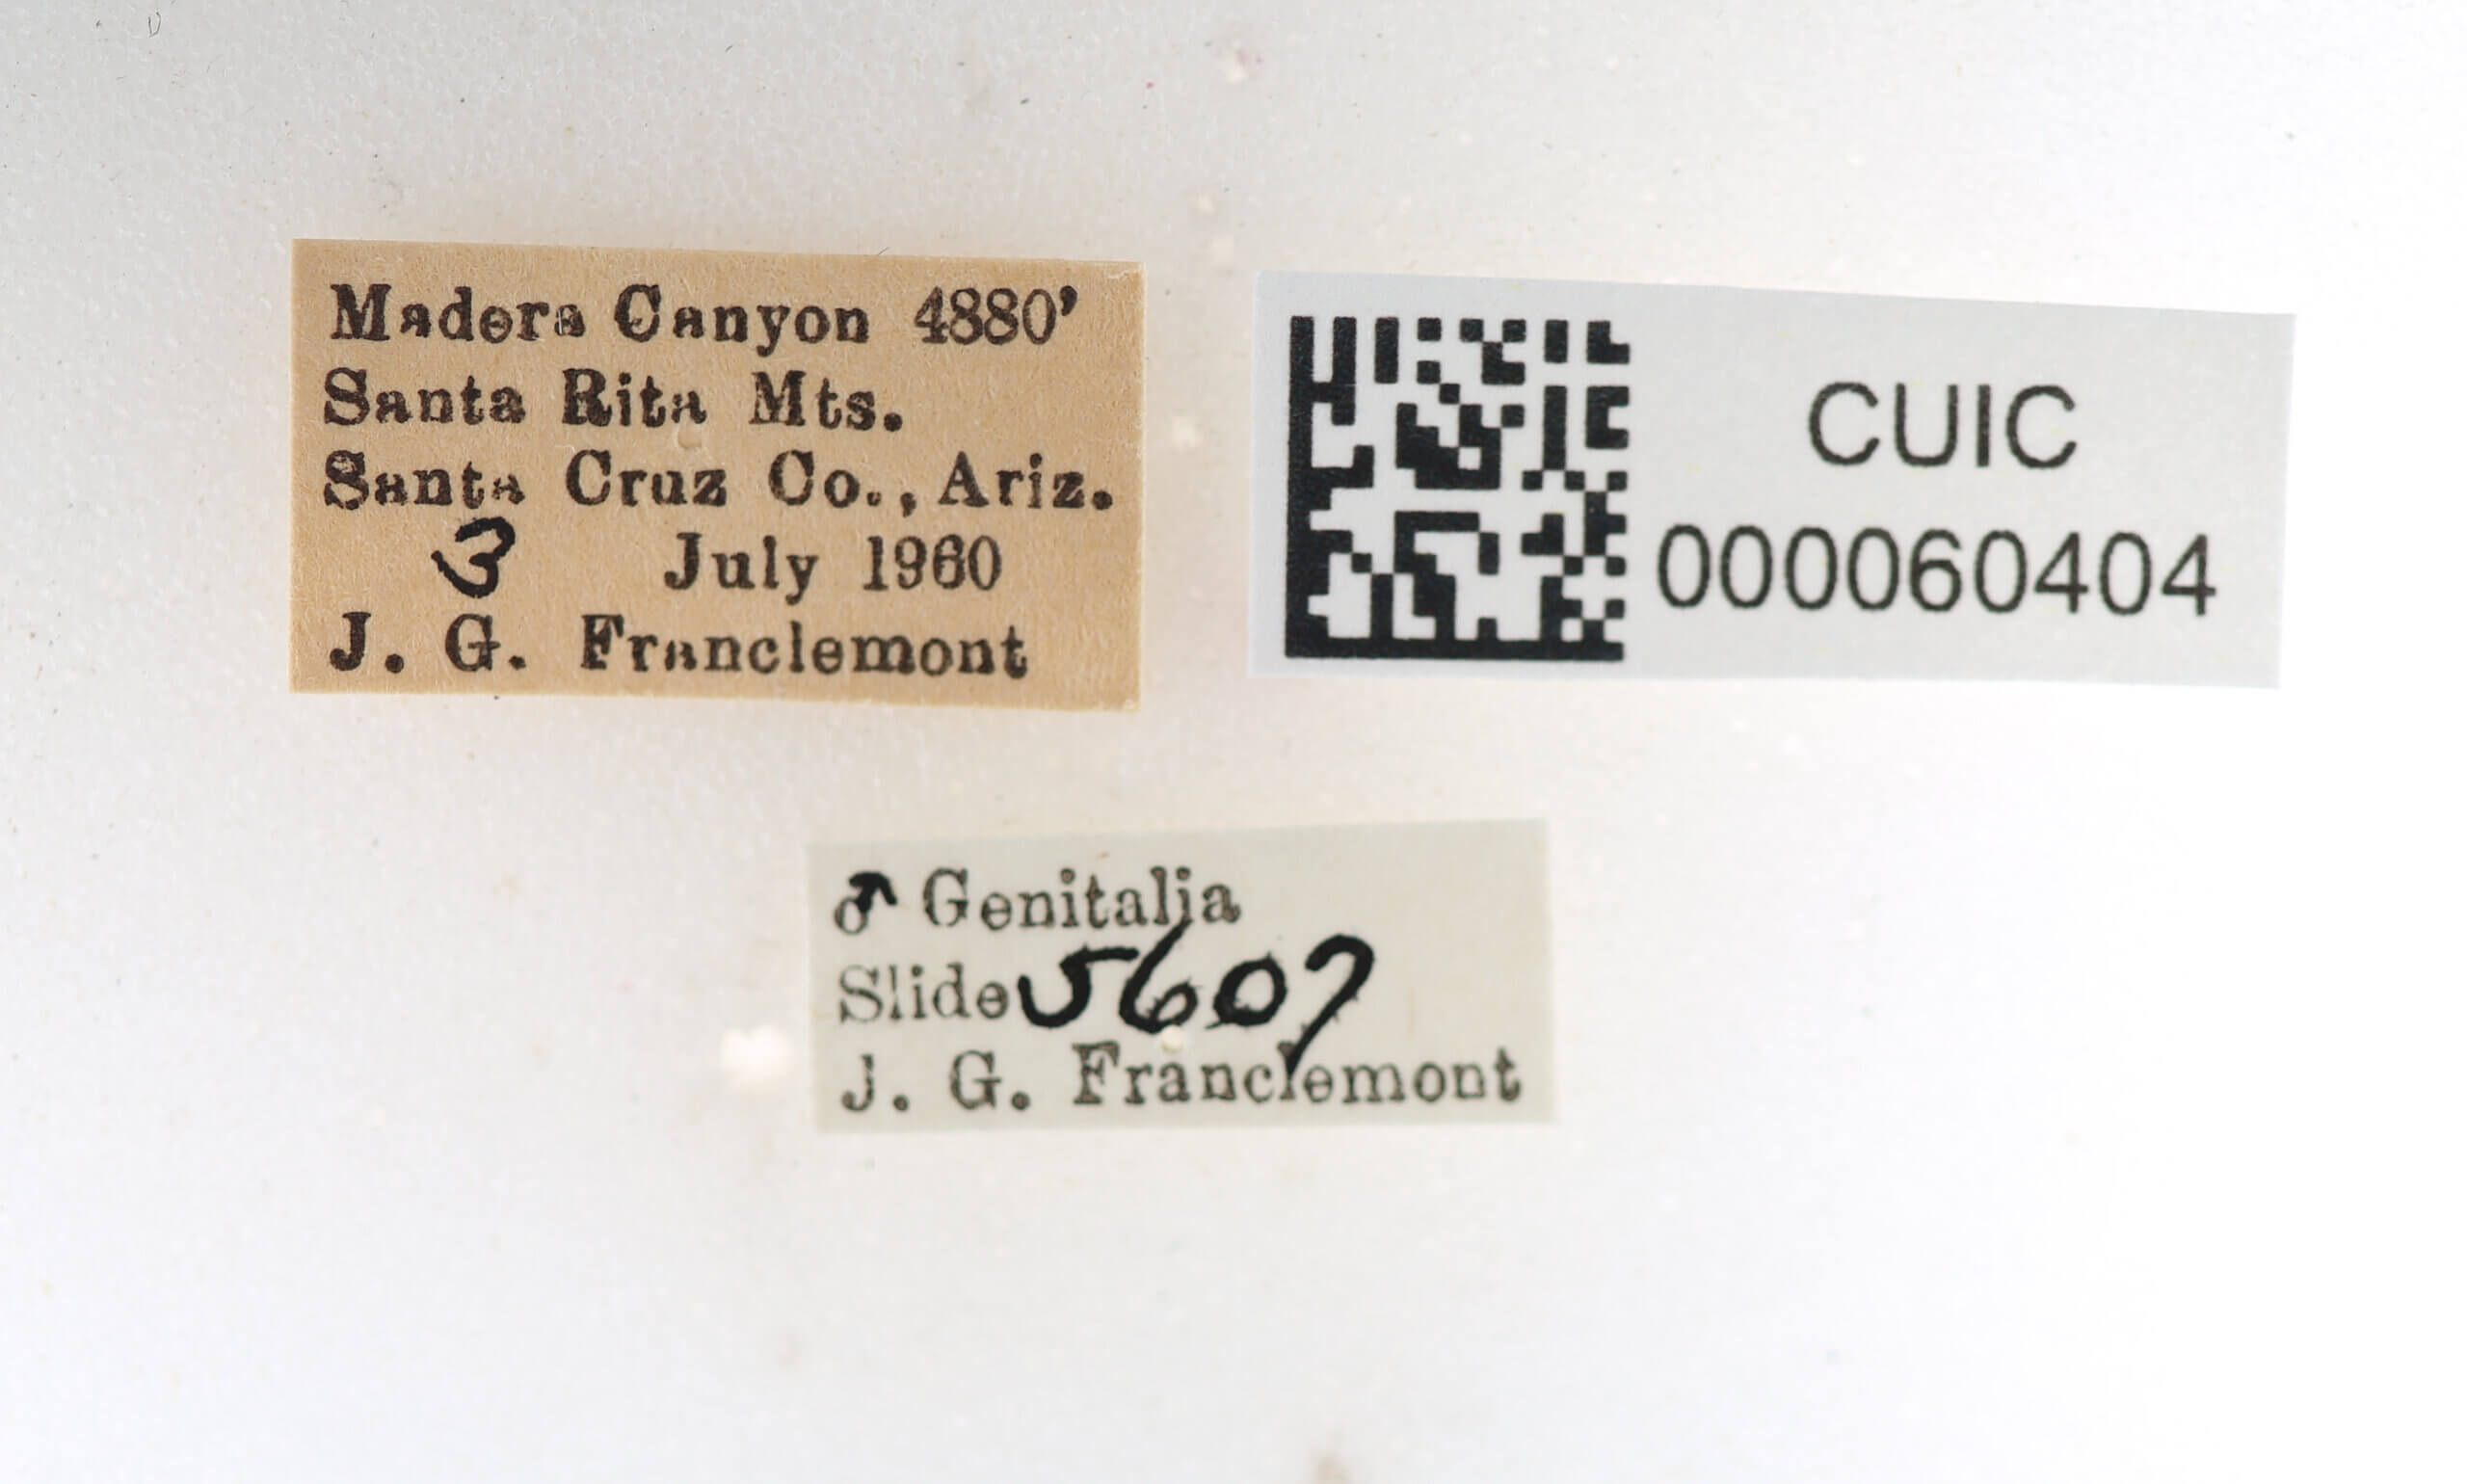 Madera Canyon 4880'
Santa Rita Mts.
Santa Cruz Co., Ariz.
3 July 1960
J. G. Franclemont
CUIC
000060404
♂ Genitalia
Slide 5607
J. G. Franclemont